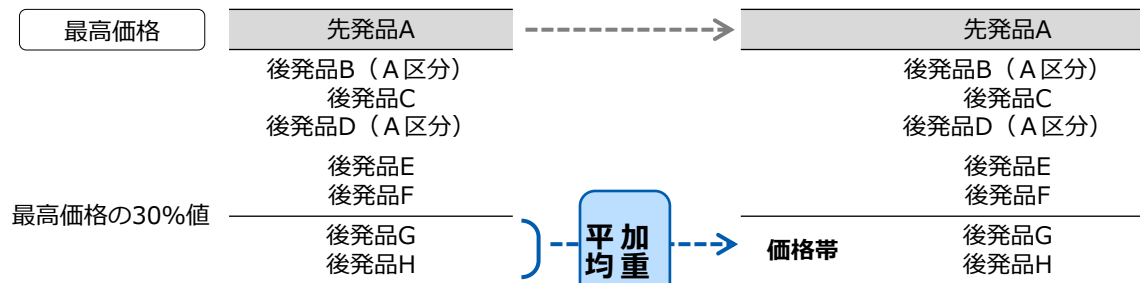 最高価格
先発品A
先発品A
後発品B（A区分）
後発品C
後発品D（A区分）
後発品B（A区分）
後発品C
後発品D（A区分）
後発品E
後発品F
後発品E
後発品F
最高価格の30%値
後発品G
後発品H
加重
平均
価格帯
後発品G
後発品H